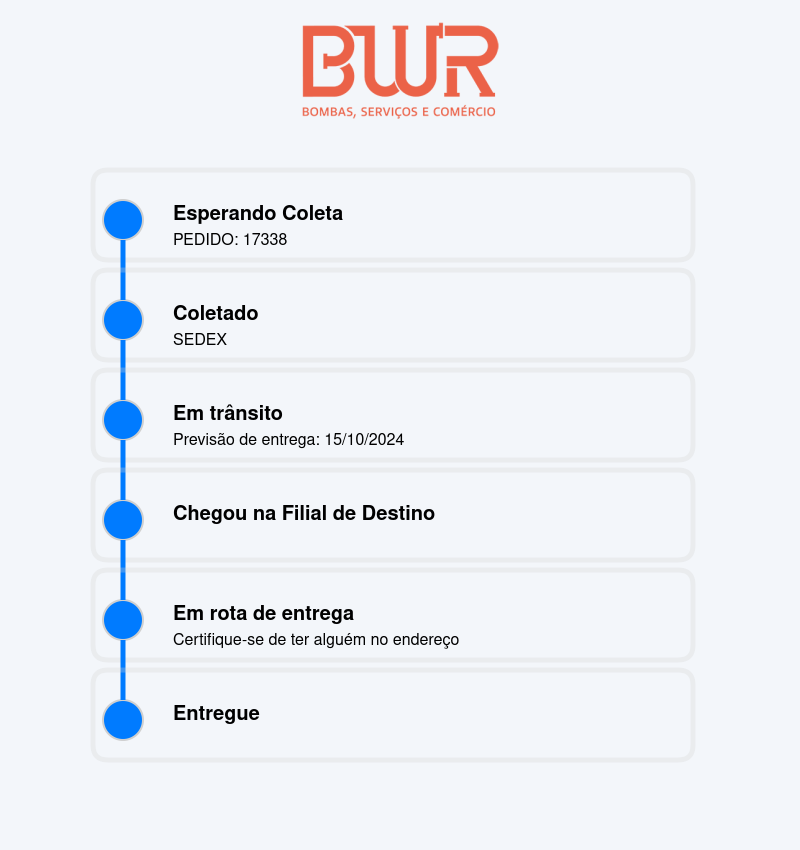 BWR
BOMBAS, SERVIÇOS E COMÉRCIO
Esperando Coleta
PEDIDO: 17338
Coletado
SEDEX
Em trânsito
Previsão de entrega: 15/10/2024
Chegou na Filial de Destino
Em rota de entrega
Certifique-se de ter alguém no endereço
Entregue